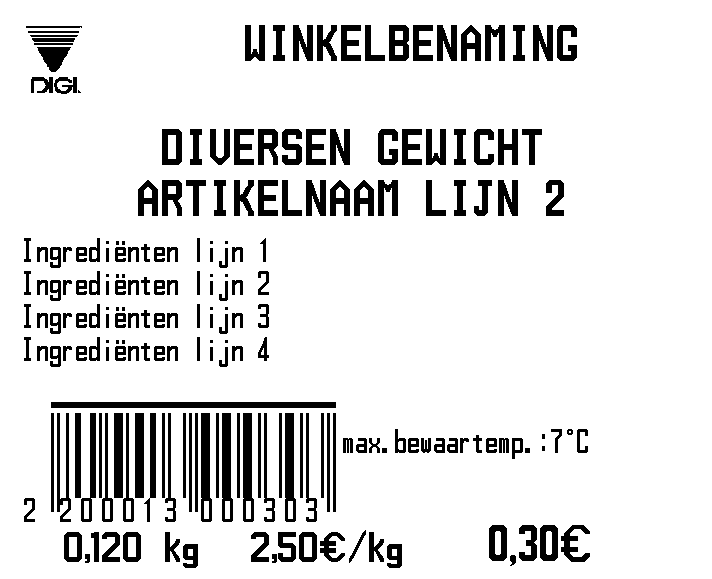 DIGI.
WINKELBENAMING
DIVERSEN GEWICHT
ARTIKELNAAM LIJN 2
Ingrediënten lijn 1
Ingrediënten lijn 2
Ingrediënten lijn 3
Ingrediënten lijn 4
max.bewaartemp.:7°C
2 200013 000303
0,120 kg 2,50€/kg 0,30€